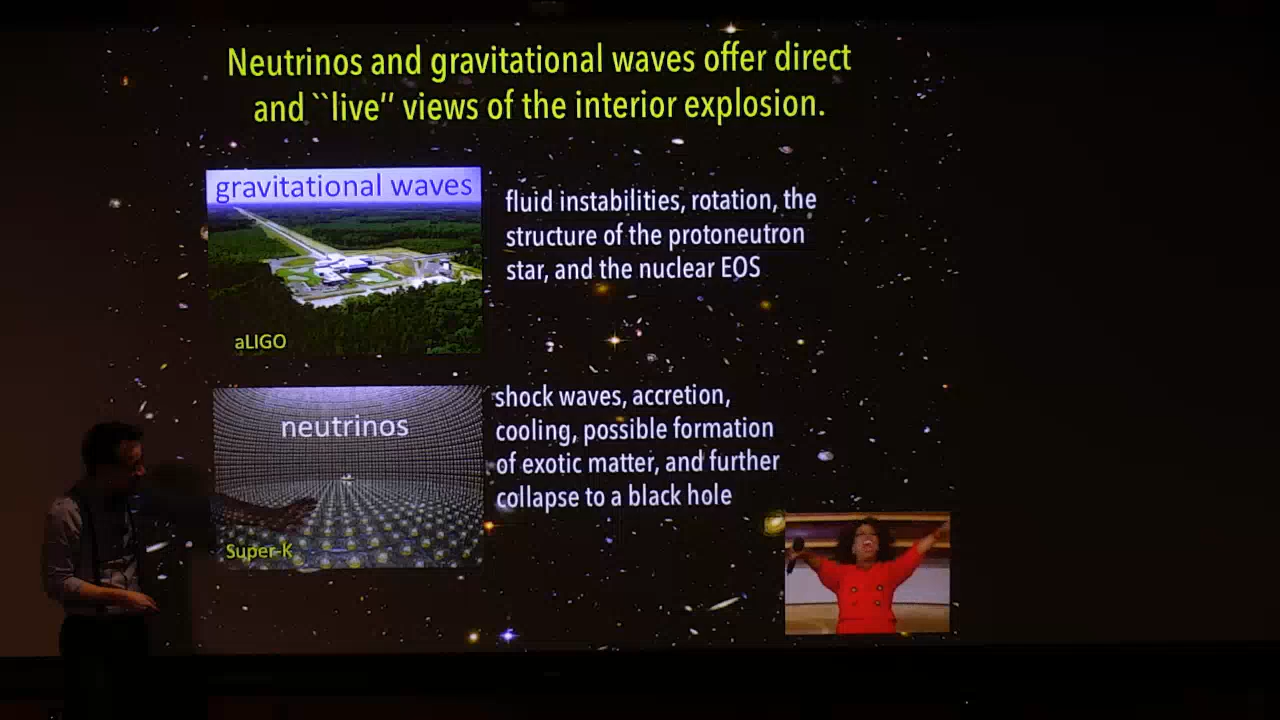 Neutrinos and gravitational waves offer direct
and ``live'' views of the interior explosion.
gravitational waves
aLIGO
fluid instabilities, rotation, the
structure of the protoneutron
star, and the nuclear EOS
neutrinos
Super-K
shock waves, accretion,
cooling, possible formation
of exotic matter, and further
collapse to a black hole